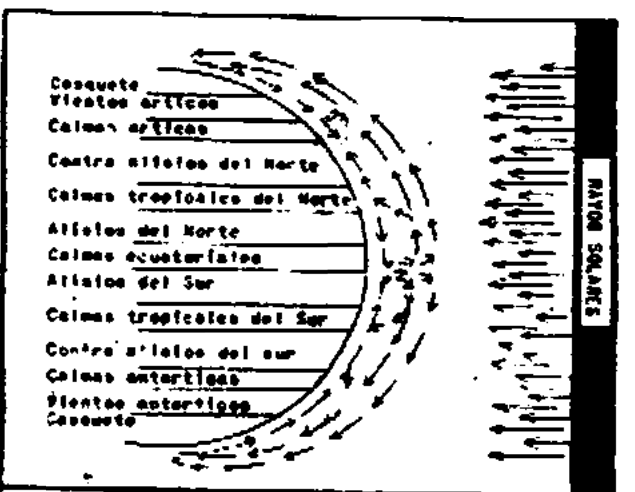 Casquete
Vientos articos
Calmas articas
Contra alisios del Norte
Calmas tropicales del Norte
Alisios del Norte
Calmas ecuatoriales
Alisios del Sur
Calmas tropicales del Sur
Contra alisios del sur
Calmas antarticas
Vientos antarticos
Casquete
RAYOS SOLARES